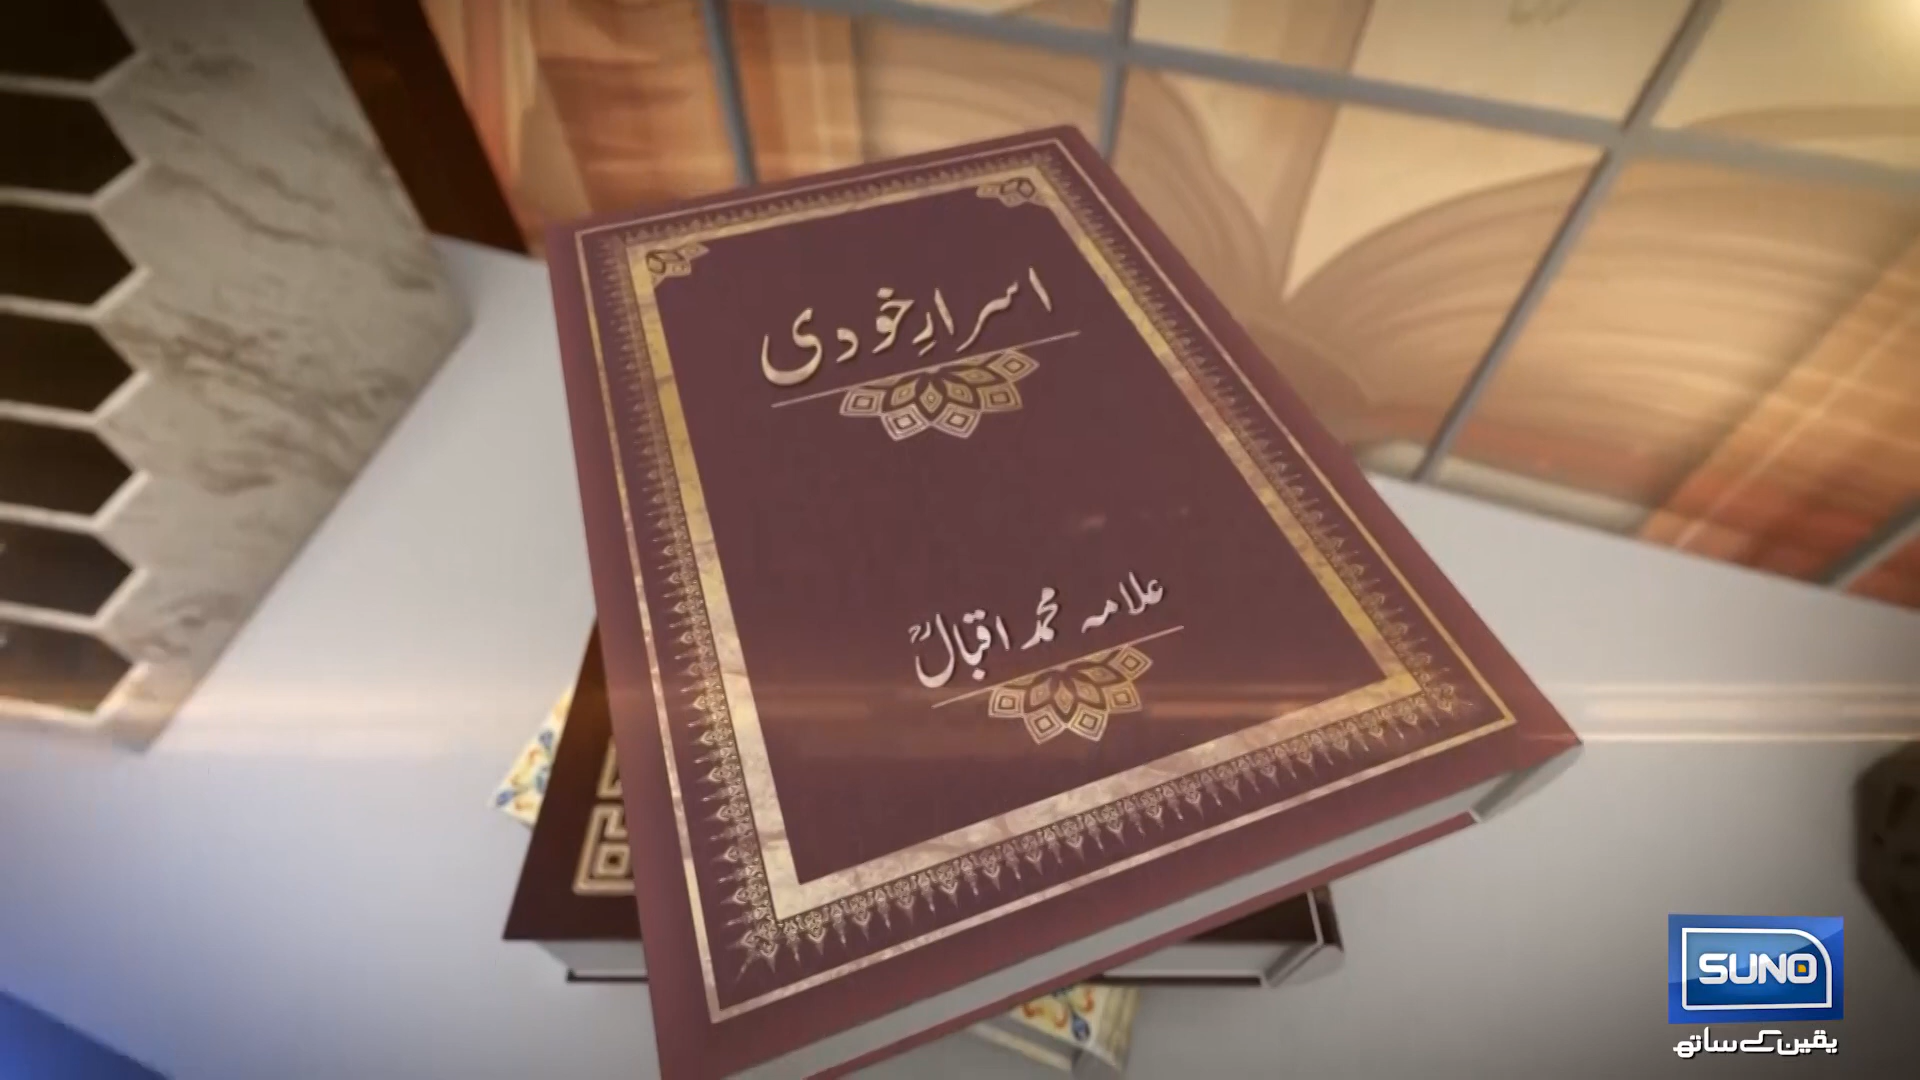 اسرارِ خودی
علامہ محمد اقبالؒ
SUNO
یقین کے ساتھ